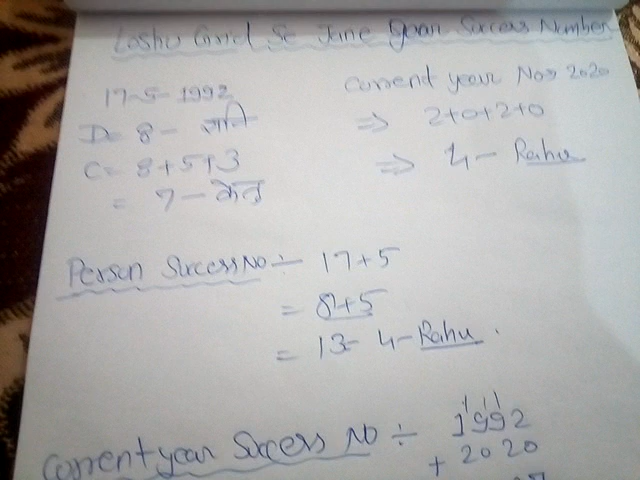 Loshu Grid Se Jane Apan Success Number
17-5-1992
D= 8 - शनि
C= 8+5+3
= 7 - केतु
Current year No⇒ 2020
⇒ 2+0+2+0
⇒ 4 - Rahu
Person Success No ÷ 17+5
= 8+5
= 13- 4- Rahu.
Current year Success No ÷ 1992
+ 2020